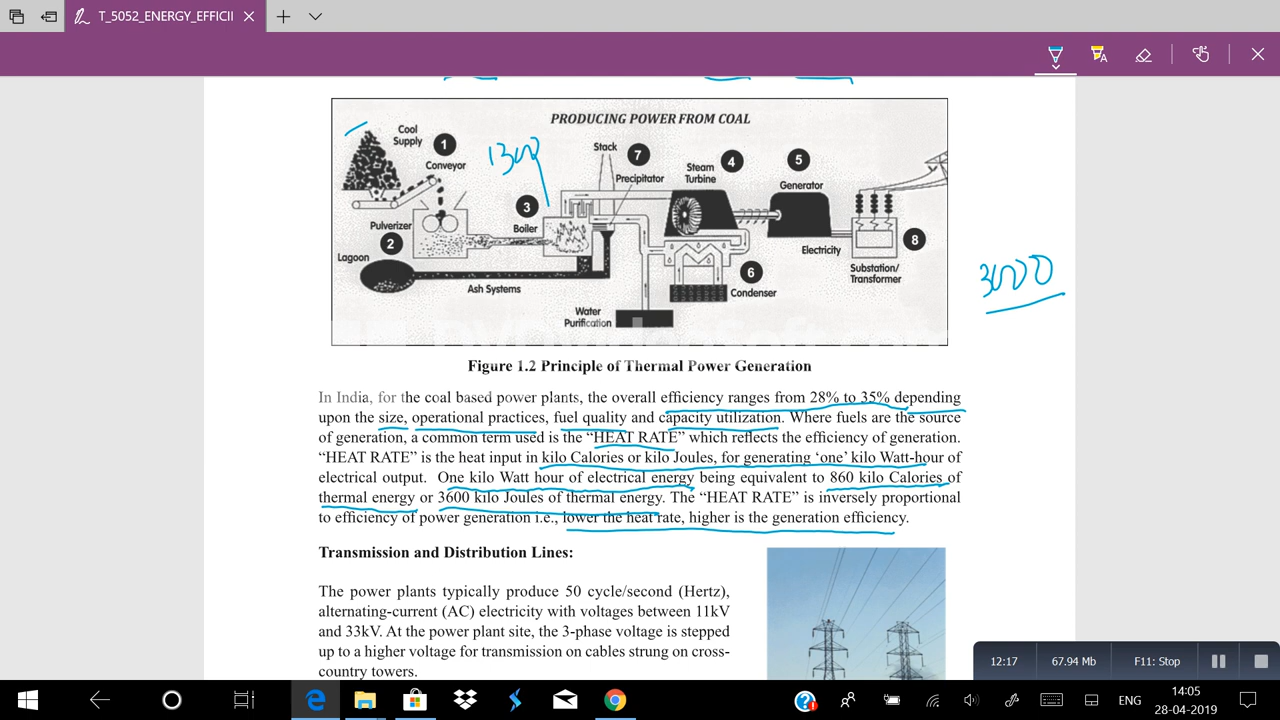 T_5052_ENERGY_EFFICII
PRODUCING POWER FROM COAL
Cool
Supply
1
Conveyor
Stack
7
Precipitator
Steam
Turbine
4
5
Generator
1300
3
Boiler
Pulverizer
2
Lagoon
Ash Systems
6
Condenser
Electricity
8
Substation/
Transformer
3000
Water
Purification
Figure 1.2 Principle of Thermal Power Generation
In India, for the coal based power plants, the overall efficiency ranges from 28% to 35% depending
upon the size, operational practices, fuel quality and capacity utilization. Where fuels are the source
of generation, a common term used is the “HEAT RATE” which reflects the efficiency of generation.
“HEAT RATE” is the heat input in kilo Calories or kilo Joules, for generating ‘one’ kilo Watt-hour of
electrical output. One kilo Watt hour of electrical energy being equivalent to 860 kilo Calories of
thermal energy or 3600 kilo Joules of thermal energy. The “HEAT RATE” is inversely proportional
to efficiency of power generation i.e., lower the heat rate, higher is the generation efficiency.
Transmission and Distribution Lines:
The power plants typically produce 50 cycle/second (Hertz),
alternating-current (AC) electricity with voltages between 11kV
and 33kV. At the power plant site, the 3-phase voltage is stepped
up to a higher voltage for transmission on cables strung on cross-
country towers.
12:17 67.94 Mb F11: Stop
ENG
14:05
28-04-2019